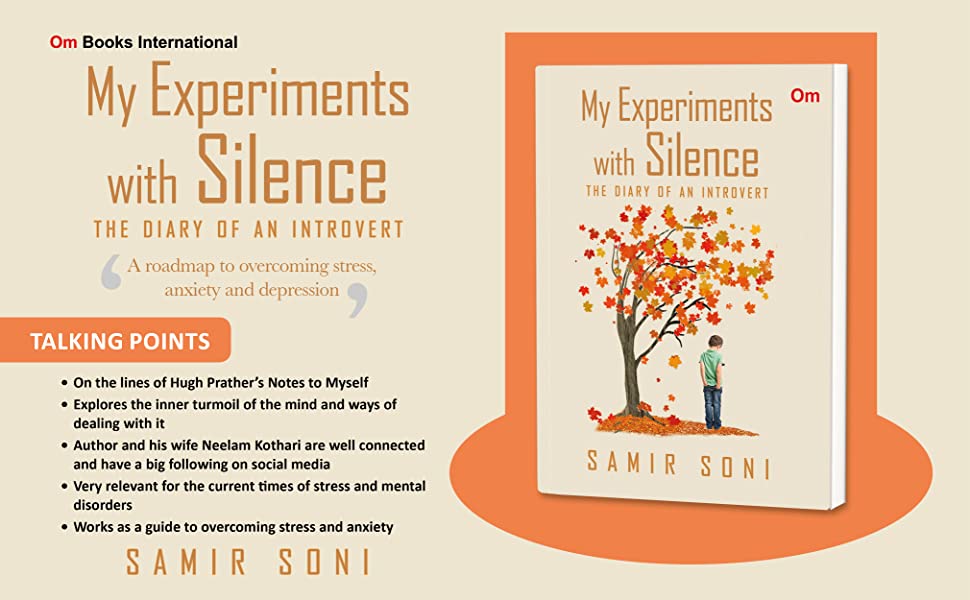 Om Books International
My Experiments
with Silence
THE DIARY OF AN INTROVERT
‘A roadmap to overcoming stress,
anxiety and depression’
TALKING POINTS
• On the lines of Hugh Prather’s Notes to Myself
• Explores the inner turmoil of the mind and ways of
dealing with it
• Author and his wife Neelam Kothari are well connected
and have a big following on social media
• Very relevant for the current times of stress and mental
disorders
• Works as a guide to overcoming stress and anxiety
SAMIR SONI
My Experiments
Om
with Silence
THE DIARY OF AN INTROVERT
SAMIR SONI